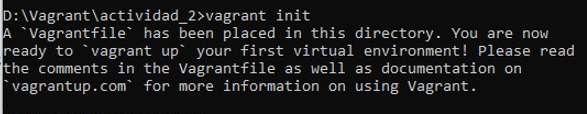 D:\Vagrant\actividad_2>vagrant init
A `Vagrantfile` has been placed in this directory. You are now
ready to `vagrant up` your first virtual environment! Please read
the comments in the Vagrantfile as well as documentation on
`vagrantup.com` for more information on using Vagrant.